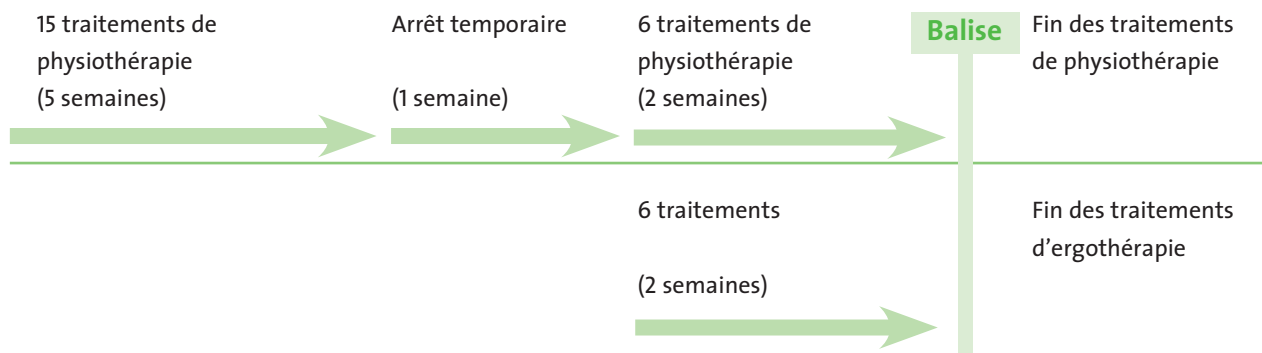 15 traitements de
physiothérapie
(5 semaines)
Arrêt temporaire
(1 semaine)
6 traitements de
physiothérapie
(2 semaines)
Balise
Fin des traitements
de physiothérapie
6 traitements
(2 semaines)
Fin des traitements
d’ergothérapie